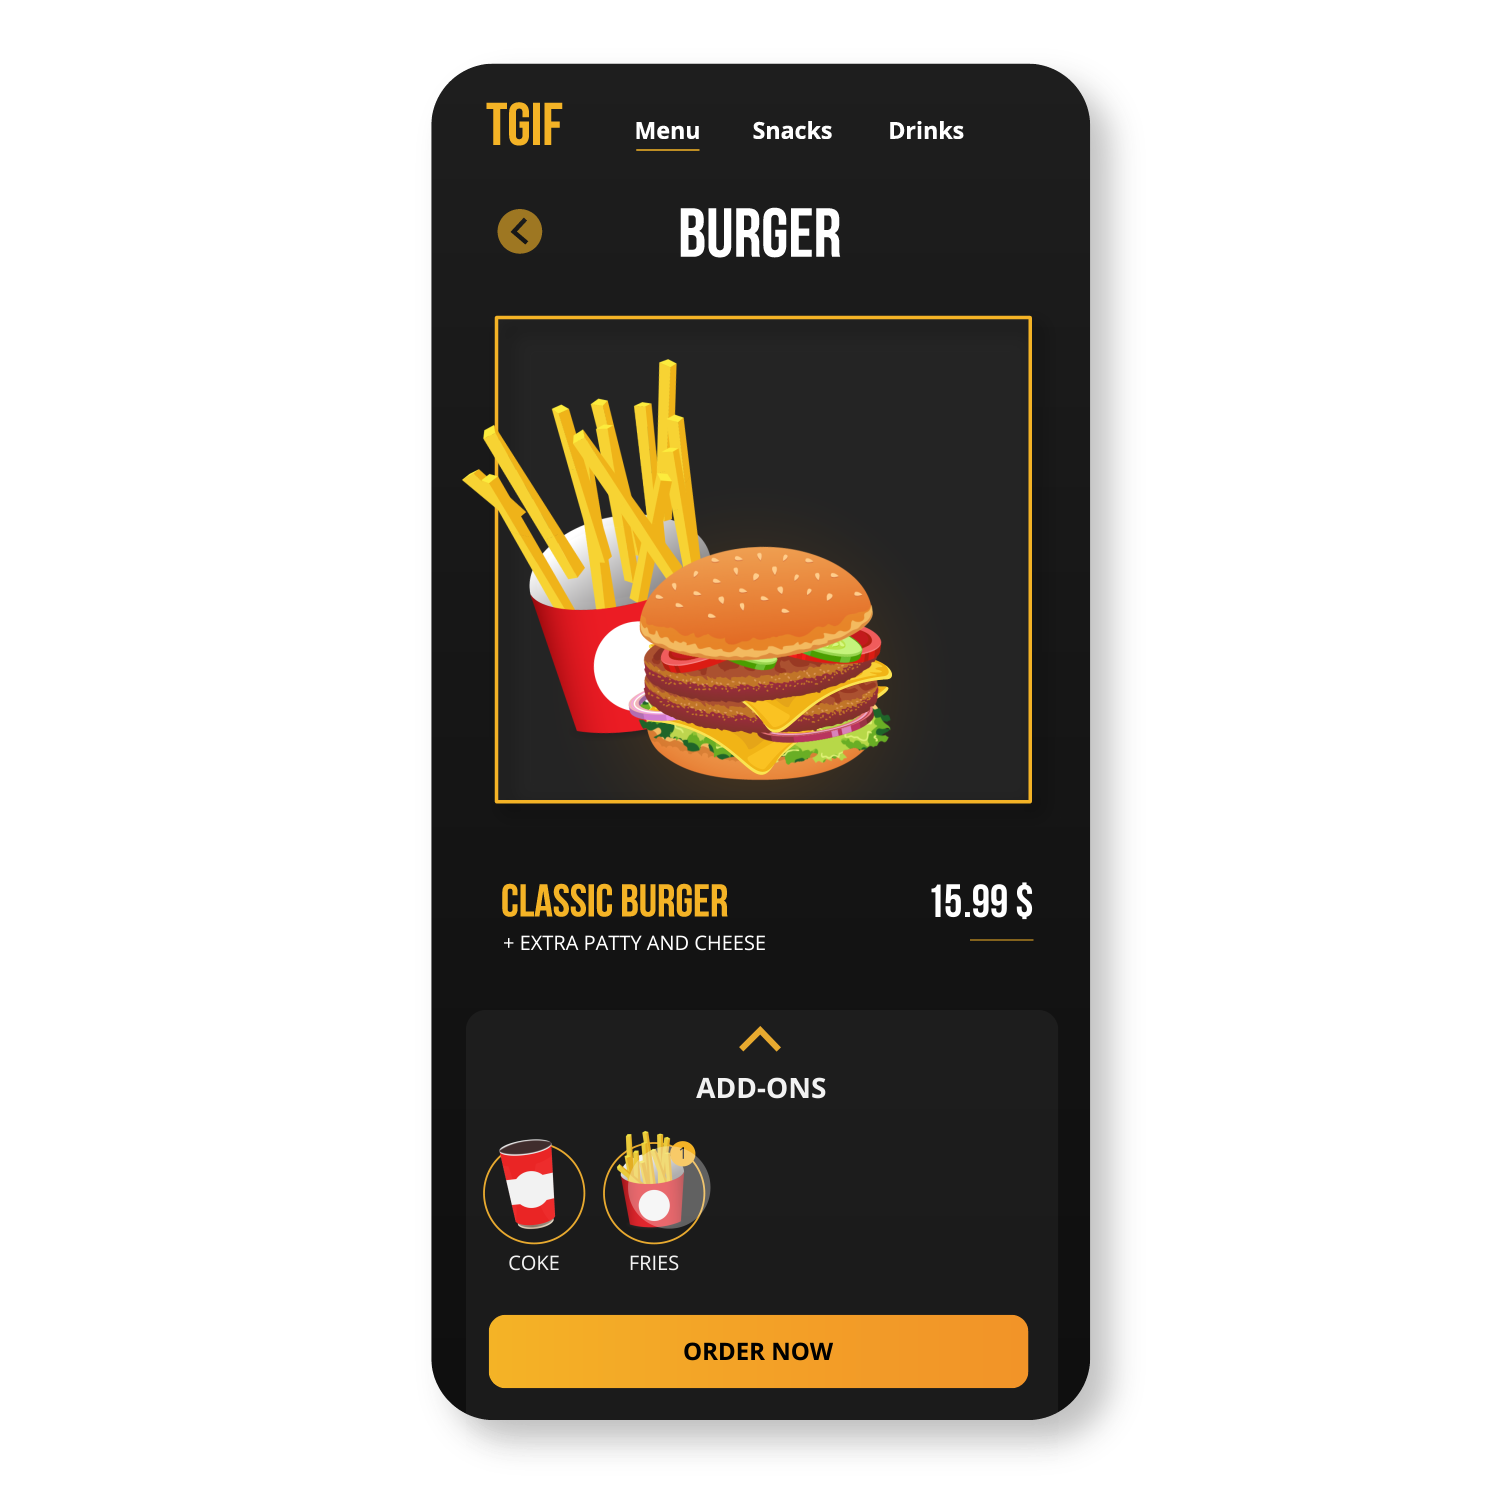 TGIF
Menu Snacks Drinks
BURGER
CLASSIC BURGER 15.99 $
+ EXTRA PATTY AND CHEESE
ADD-ONS
1
COKE FRIES
ORDER NOW